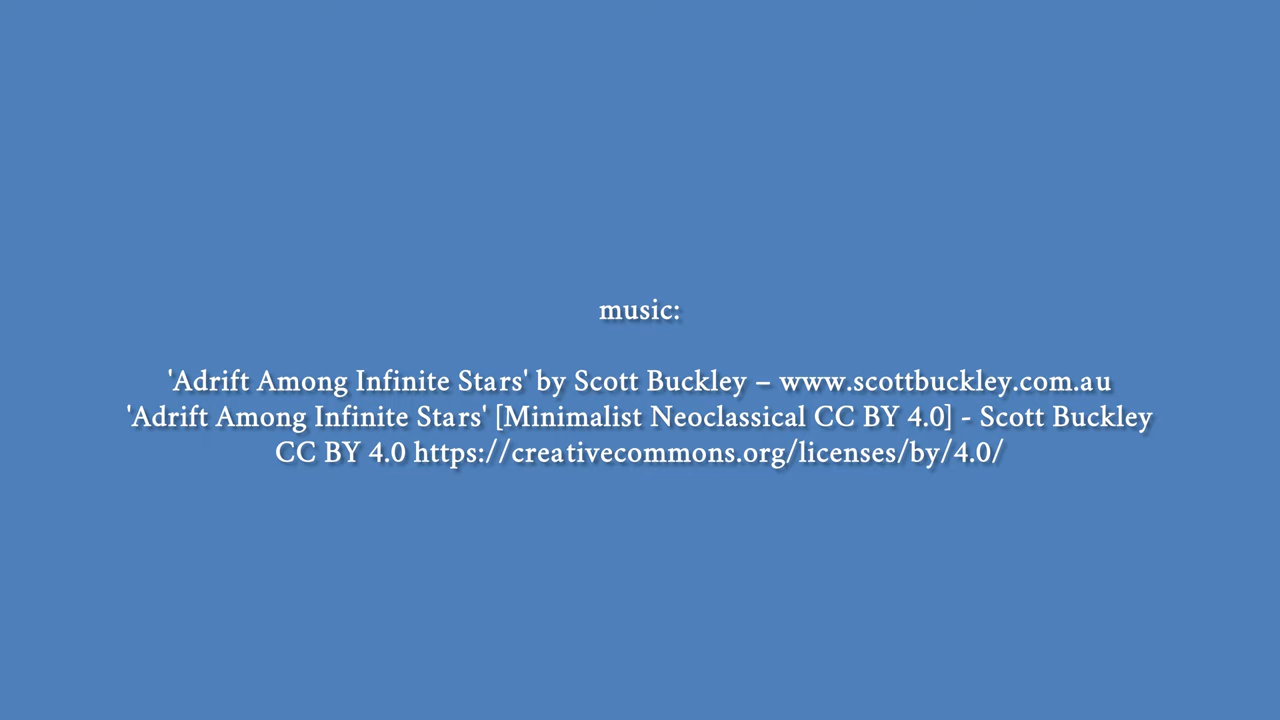 music:
'Adrift Among Infinite Stars' by Scott Buckley – www.scottbuckley.com.au
'Adrift Among Infinite Stars' [Minimalist Neoclassical CC BY 4.0] - Scott Buckley
CC BY 4.0 https://creativecommons.org/licenses/by/4.0/